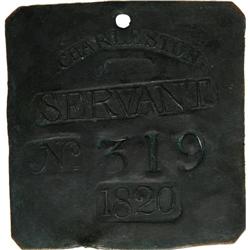 CHARLESTON
SERVANT
No 319
1820